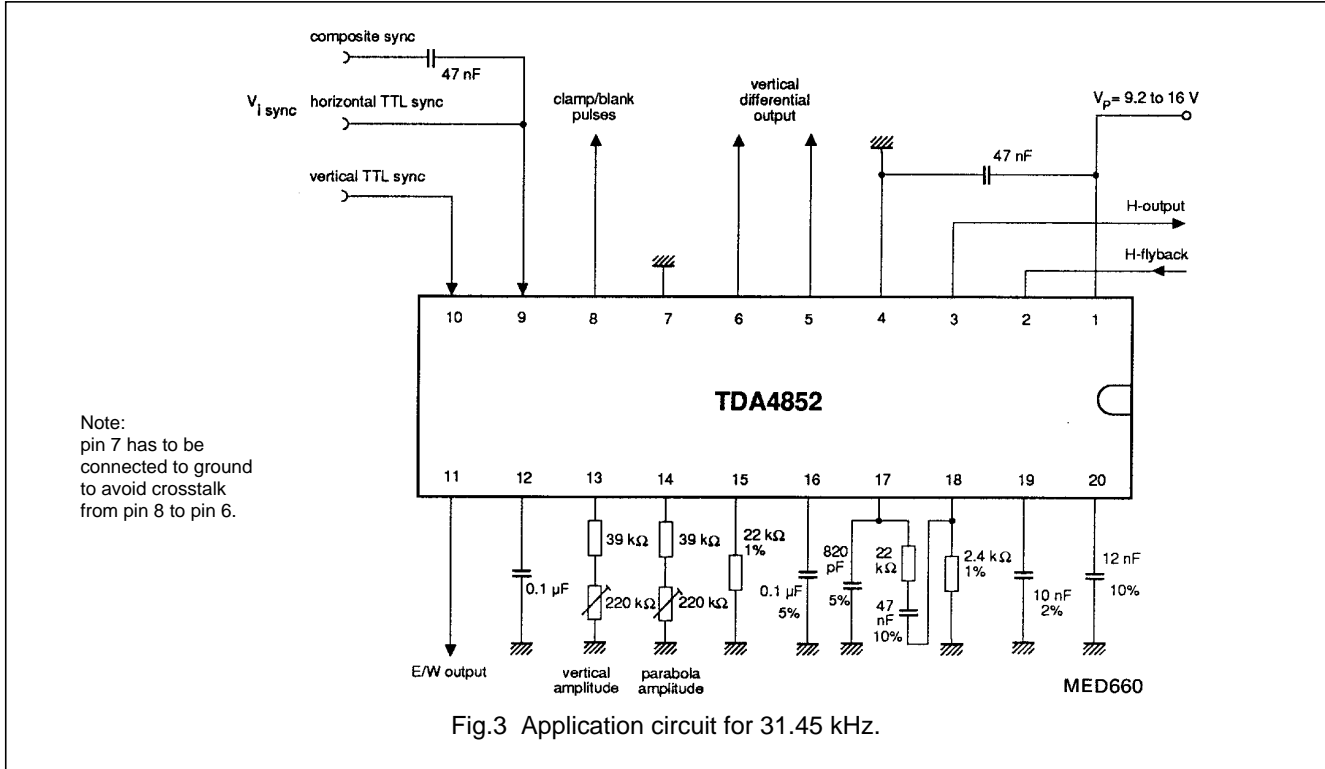 composite sync
47 nF
V i sync
horizontal TTL sync
vertical TTL sync
clamp/blank
pulses
vertical
differential
output
47 nF
VP = 9.2 to 16 V
H-output
H-flyback
10 9 8 7 6 5 4 3 2 1
TDA4852
Note:
pin 7 has to be
connected to ground
to avoid crosstalk
from pin 8 to pin 6.
11 12 13 14 15 16 17 18 19 20
0.1 µF
39 kΩ
220 kΩ
39 kΩ
220 kΩ
22 kΩ
1%
0.1 µF
5%
820
pF
5%
22
kΩ
47
nF
10%
2.4 kΩ
1%
10 nF
2%
12 nF
10%
E/W output
vertical
amplitude
parabola
amplitude
MED660
Fig.3 Application circuit for 31.45 kHz.